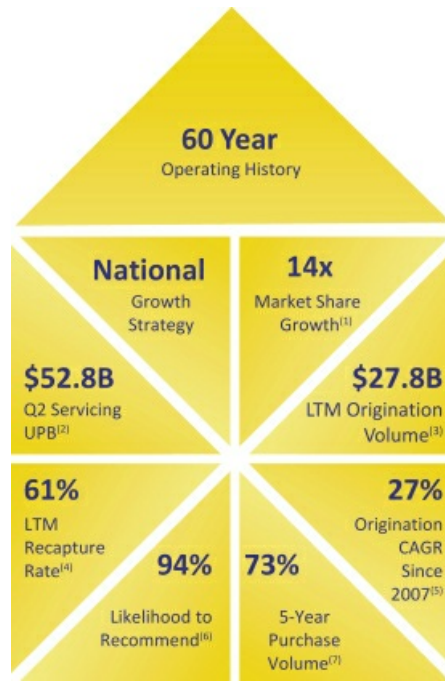 60 Year
Operating History
National
Growth
Strategy
14x
Market Share
Growth(1)
$52.8B
Q2 Servicing
UPB(2)
$27.8B
LTM Origination
Volume(3)
61%
LTM
Recapture
Rate(4)
94%
Likelihood to
Recommend(6)
73%
5-Year
Purchase
Volume(7)
27%
Origination
CAGR
Since
2007(5)